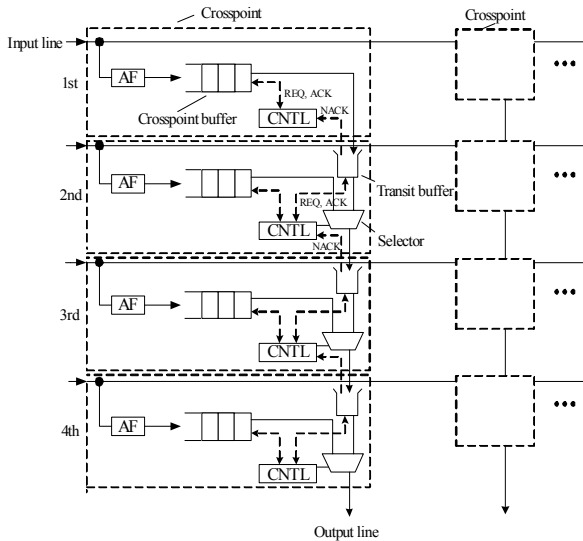 Crosspoint
Crosspoint
Input line
1st
AF
Crosspoint buffer
REQ, ACK
NACK
CNTL
2nd
AF
Transit buffer
REQ, ACK
CNTL
Selector
NACK
3rd
AF
CNTL
4th
AF
CNTL
Output line